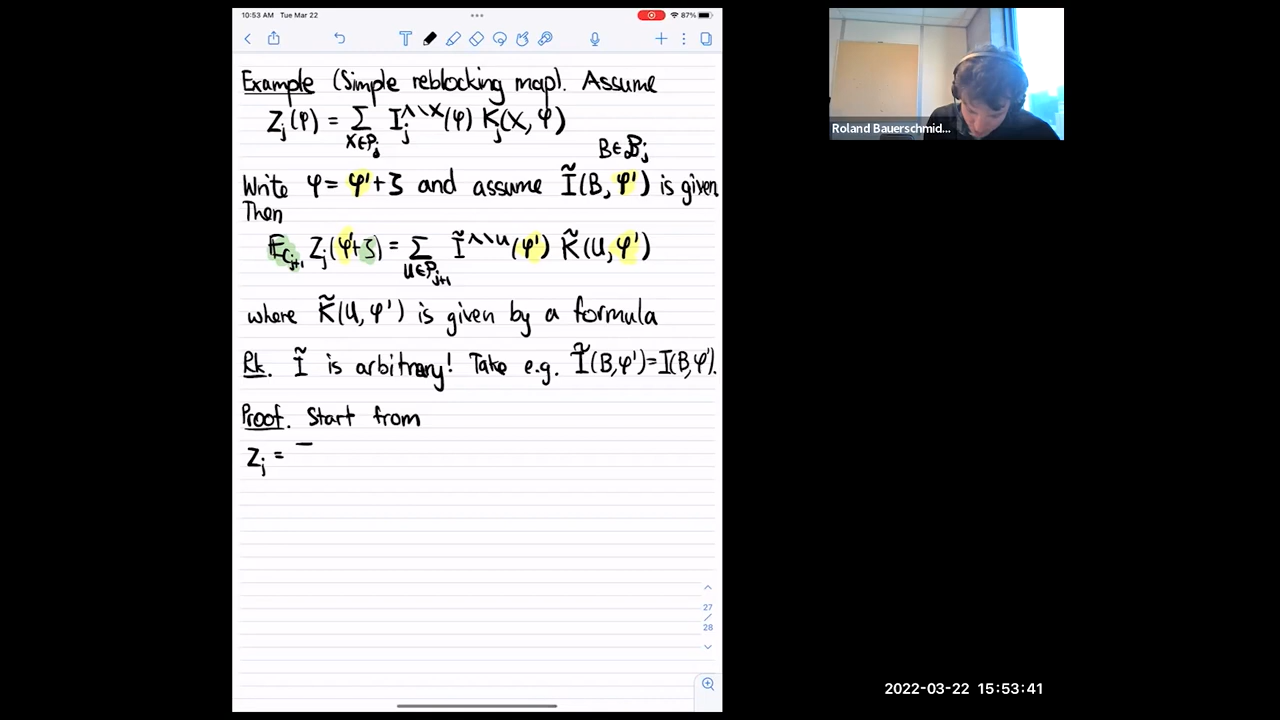 10:53 AM Tue Mar 22
87%
Example (Simple reblocking map). Assume
Z_j(φ) = Σ_{X∈P_j} I_j^{Λ\X}(φ) K_j(X, φ)
B∈𝓑_j
Write φ = φ'+ζ and assume Ĩ(B, φ') is given
Then
𝔼_{C_{j+1}} Z_j(φ'+ζ) = Σ_{U∈P_{j+1}} Ĩ^{Λ\U}(φ') K̃(U, φ')
where K̃(U, φ') is given by a formula
Rk. Ĩ is arbitrary! Take e.g. Ĩ(B,φ')=I(B,φ').
Proof. Start from
Z_j =
27
/
28
Roland Bauerschmid...
2022-03-22 15:53:41